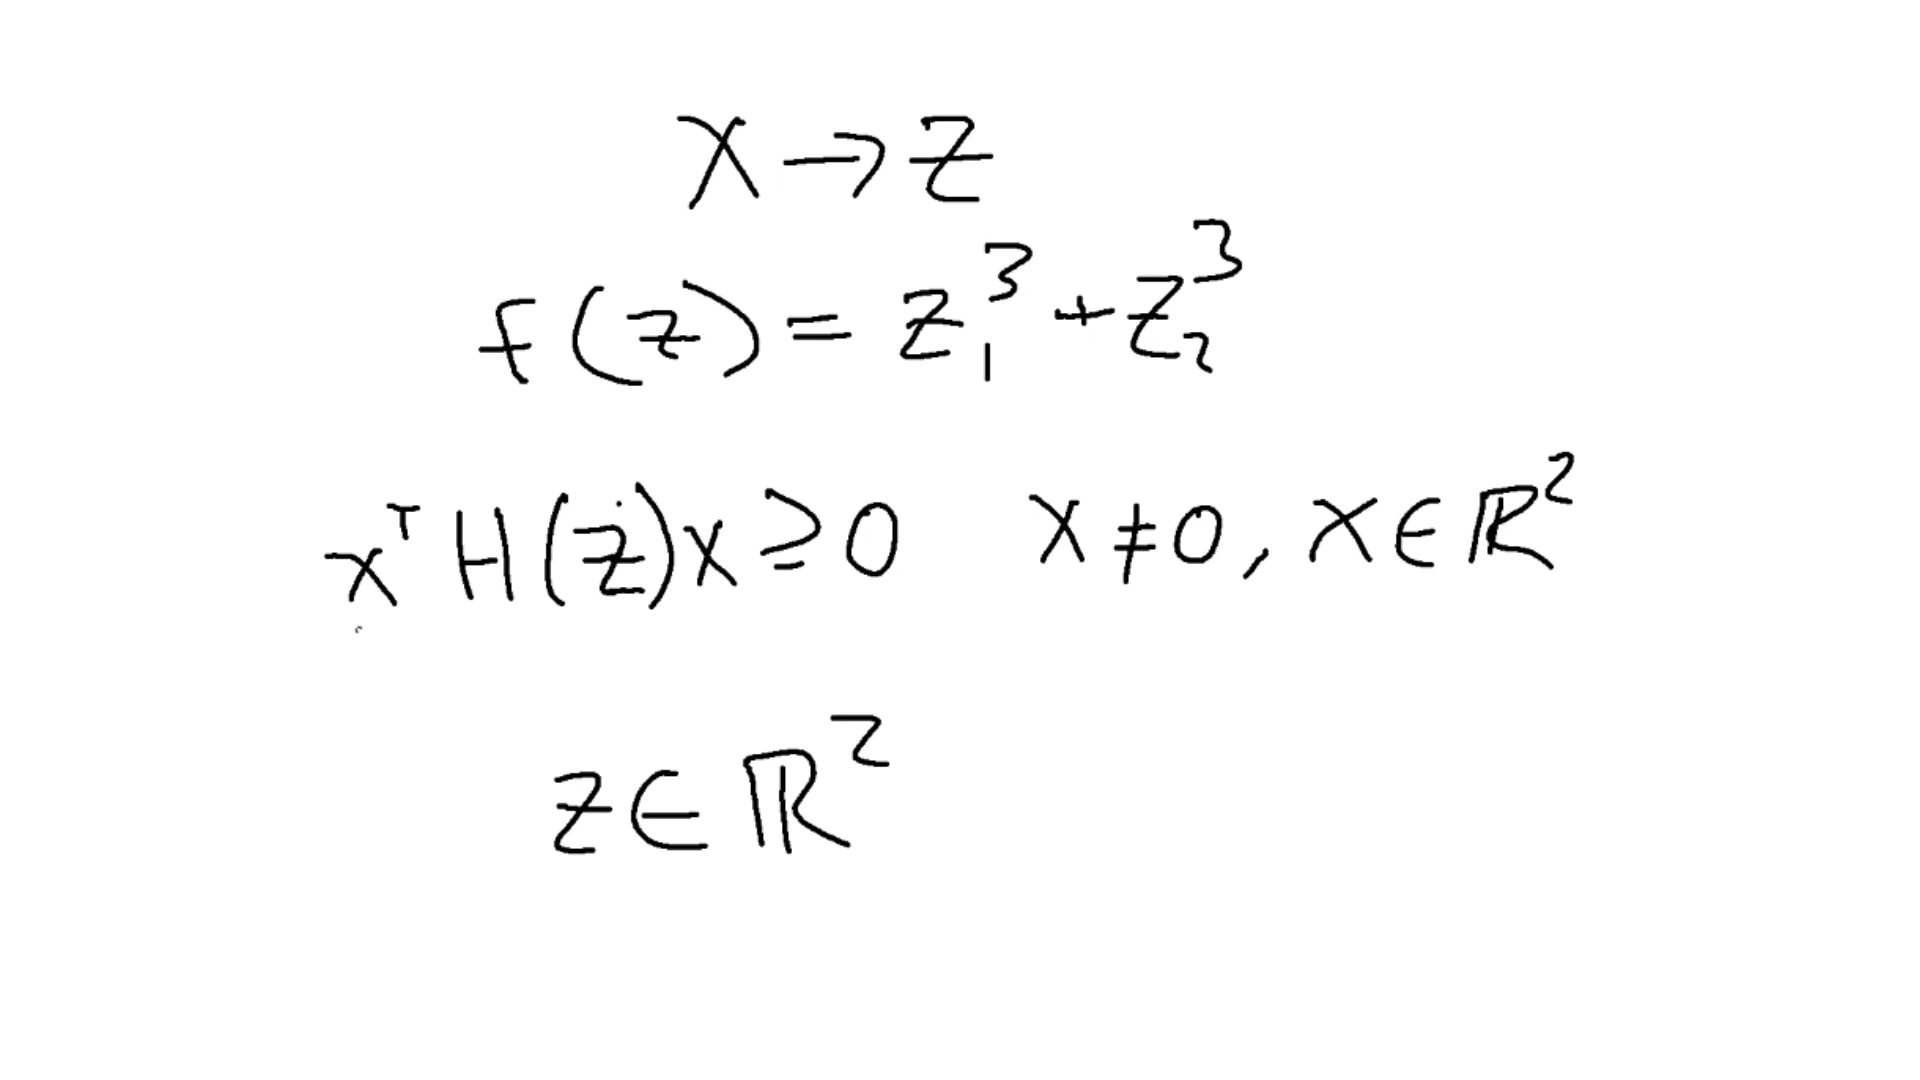 X → Z
f(z) = z₁³ + z₂³
xᵀH(z)x ≥ 0   x ≠ 0, x ∈ ℝ²
z ∈ ℝ²